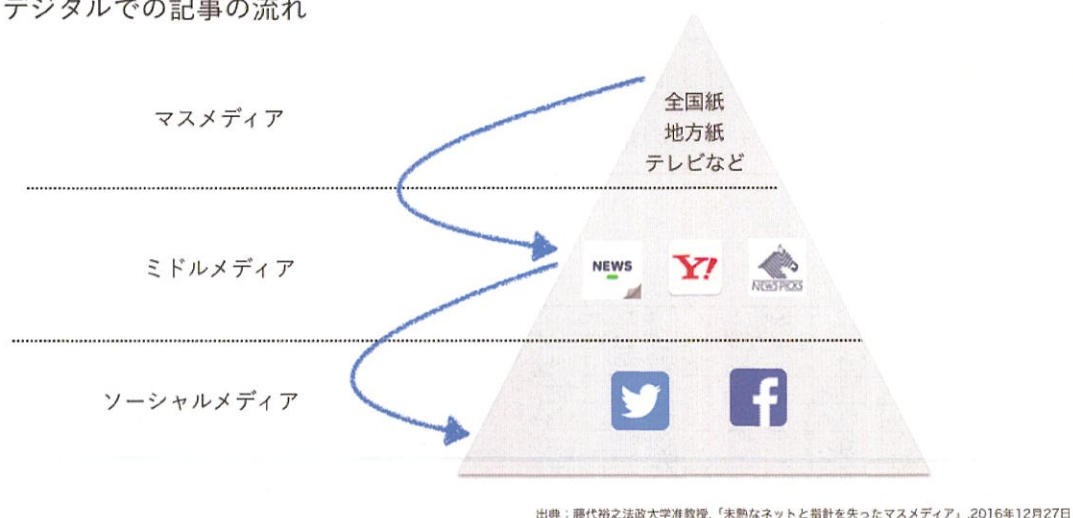 デジタルでの記事の流れ
マスメディア
全国紙
地方紙
テレビなど
ミドルメディア
NEWS
Y!
NEWSPICKS
ソーシャルメディア
出典：藤代裕之法政大学准教授,「未熟なネットと指針を失ったマスメディア」,2016年12月27日